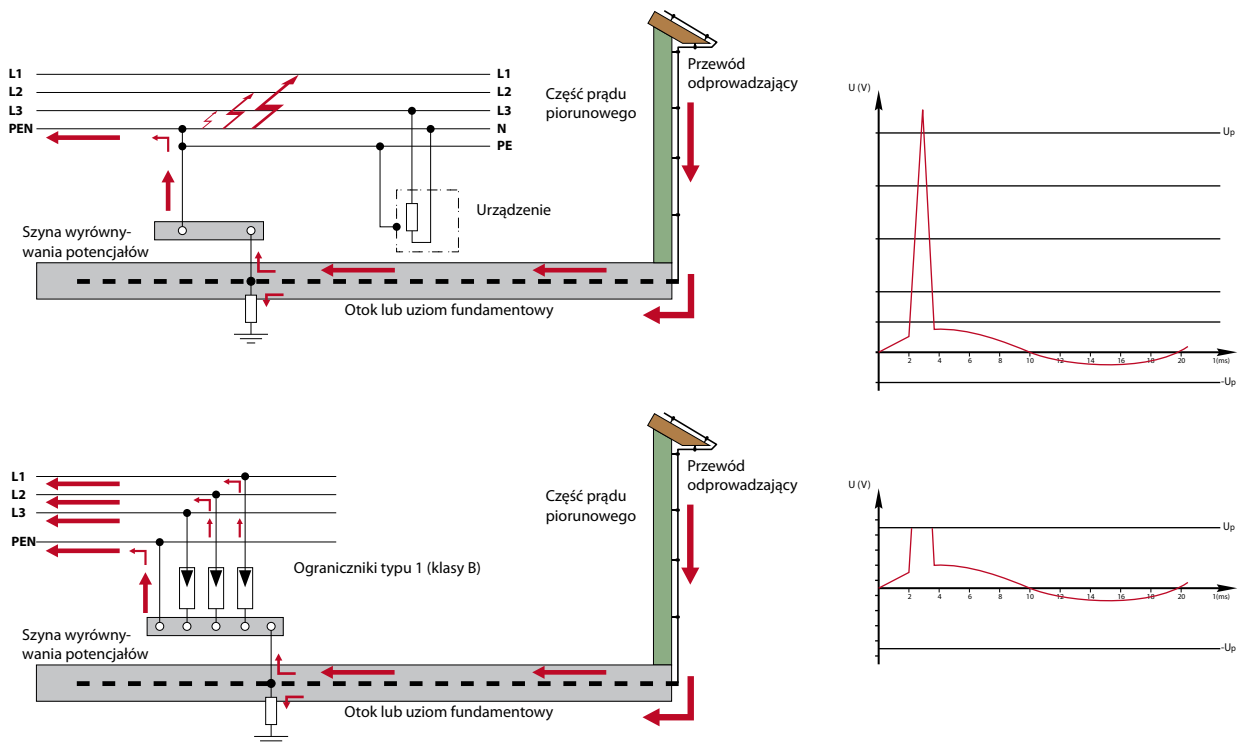 L1
L2
L3
PEN
L1
L2
L3
N
PE
Część prądu
piorunowego
Przewód
odprowadzający
Urządzenie
Szyna wyrówny-
wania potencjałów
Otok lub uziom fundamentowy
U (V)
Up
2 4 6 8 10 12 14 16 18 20 1(ms)
-Up
L1
L2
L3
PEN
Ograniczniki typu 1 (klasy B)
Część prądu
piorunowego
Przewód
odprowadzający
Szyna wyrówny-
wania potencjałów
Otok lub uziom fundamentowy
U (V)
Up
2 4 6 8 10 12 14 16 18 20 1(ms)
-Up